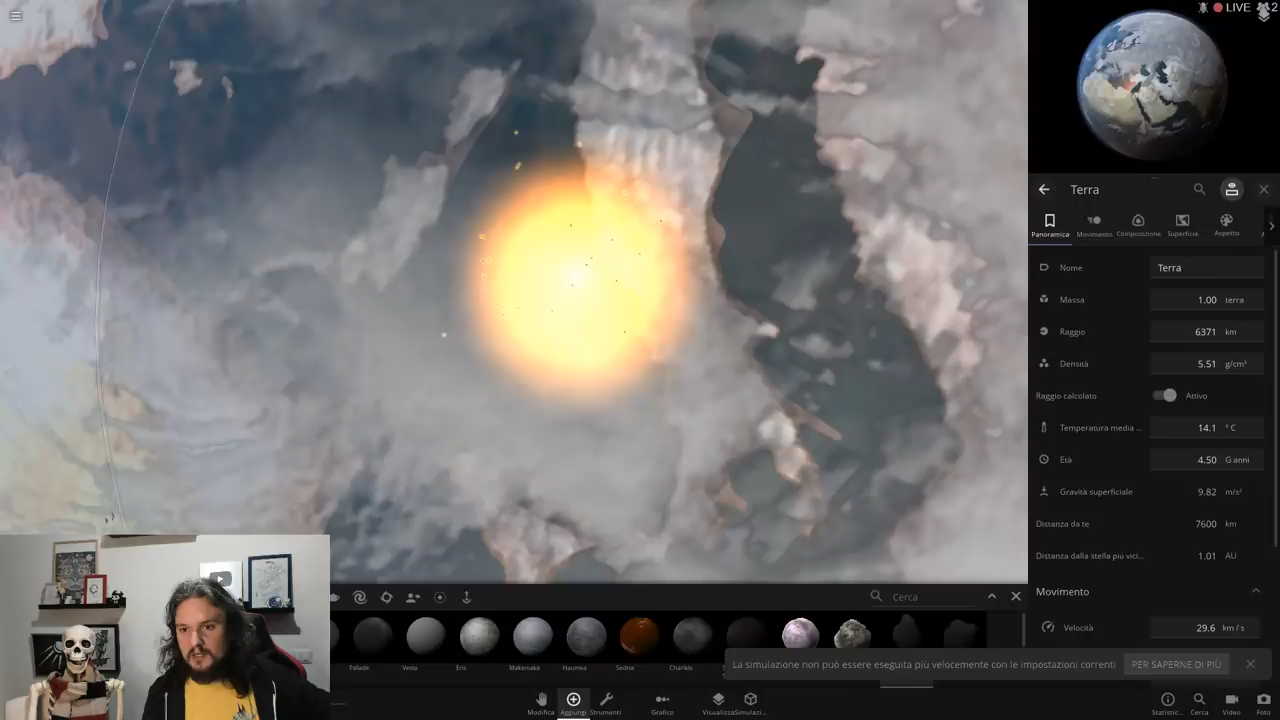 LIVE 2
Terra
Panoramica Movimento Composizione Superficie Aspetto
Nome Terra
Massa 1.00 terra
Raggio 6371 km
Densità 5.51 g/cm³
Raggio calcolato Attivo
Temperatura media ... 14.1 °C
Età 4.50 G anni
Gravità superficiale 9.82 m/s²
Distanza da te 7600 km
Distanza dalla stella più vici... 1.01 AU
Movimento
Velocità 29.6 km/s
Cerca
Pallade Vesta Eris Makemake Haumea Sedna Chariklo
La simulazione non può essere eseguita più velocemente con le impostazioni correnti PER SAPERNE DI PIÙ
Modifica Aggiungi Strumenti Grafico Visualizza Simulazi... Statistic... Cerca Video Foto